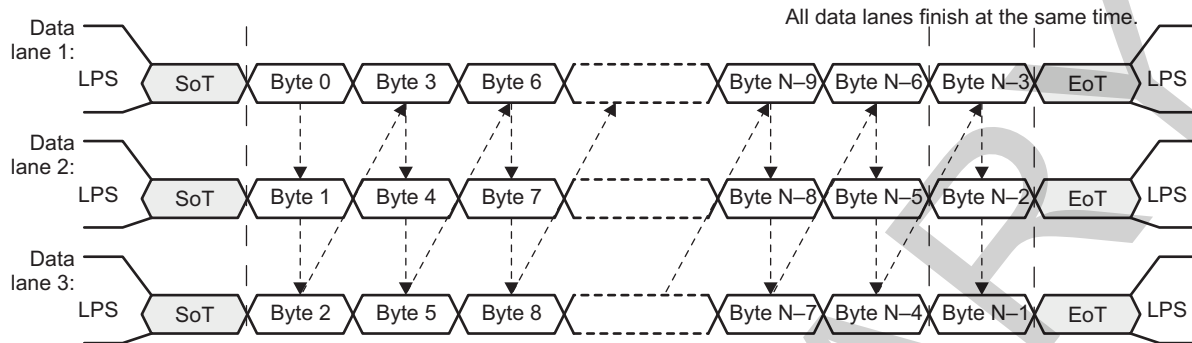 All data lanes finish at the same time.
Data
lane 1:
LPS SoT Byte 0 Byte 3 Byte 6 Byte N–9 Byte N–6 Byte N–3 EoT LPS
Data
lane 2:
LPS SoT Byte 1 Byte 4 Byte 7 Byte N–8 Byte N–5 Byte N–2 EoT LPS
Data
lane 3:
LPS SoT Byte 2 Byte 5 Byte 8 Byte N–7 Byte N–4 Byte N–1 EoT LPS